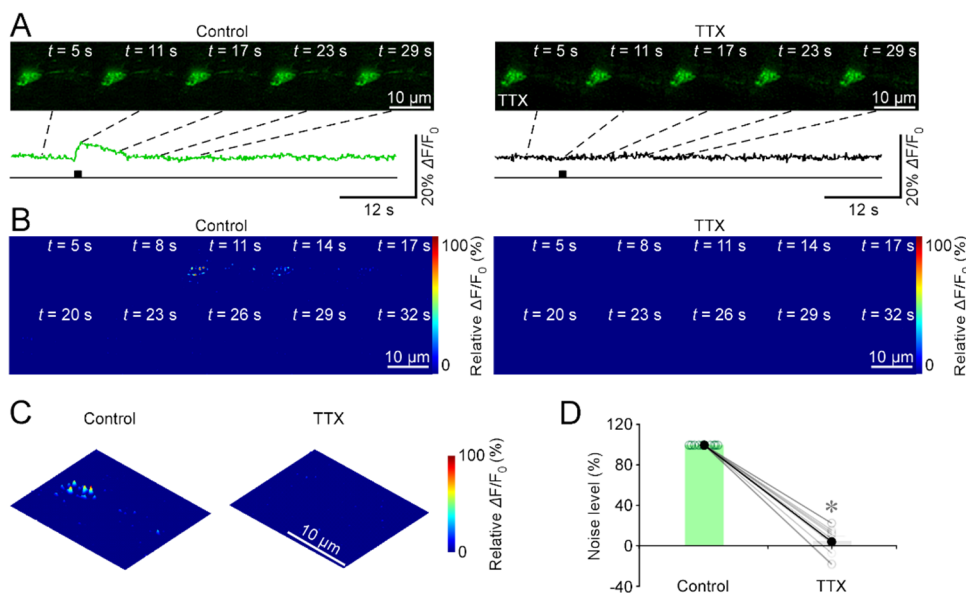 A
Control
TTX
t = 5 s t = 11 s t = 17 s t = 23 s t = 29 s
t = 5 s t = 11 s t = 17 s t = 23 s t = 29 s
10 μm
TTX
10 μm
20% ΔF/F0
12 s
20% ΔF/F0
12 s
B
Control
TTX
t = 5 s t = 8 s t = 11 s t = 14 s t = 17 s
t = 20 s t = 23 s t = 26 s t = 29 s t = 32 s
10 μm
100
0
Relative ΔF/F0 (%)
t = 5 s t = 8 s t = 11 s t = 14 s t = 17 s
t = 20 s t = 23 s t = 26 s t = 29 s t = 32 s
10 μm
100
0
Relative ΔF/F0 (%)
C
Control
TTX
10 μm
100
0
Relative ΔF/F0 (%)
D
Noise level (%)
120
80
40
0
-40
*
Control
TTX